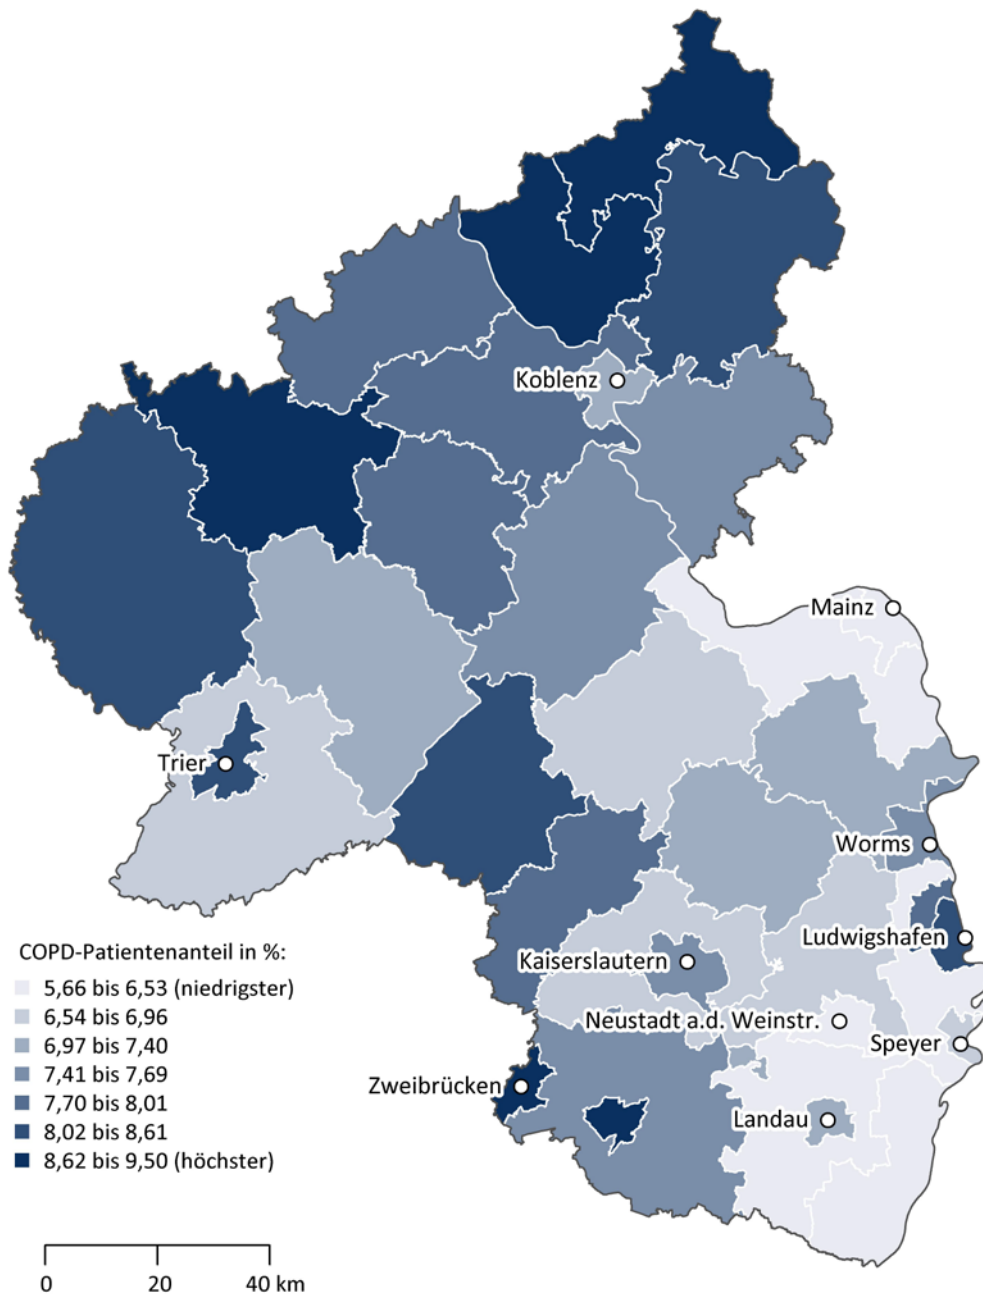 Koblenz
Mainz
Trier
Worms
Ludwigshafen
Kaiserslautern
Neustadt a.d. Weinstr.
Speyer
Zweibrücken
Landau
COPD-Patientenanteil in %:
5,66 bis 6,53 (niedrigster)
6,54 bis 6,96
6,97 bis 7,40
7,41 bis 7,69
7,70 bis 8,01
8,02 bis 8,61
8,62 bis 9,50 (höchster)
0 20 40 km